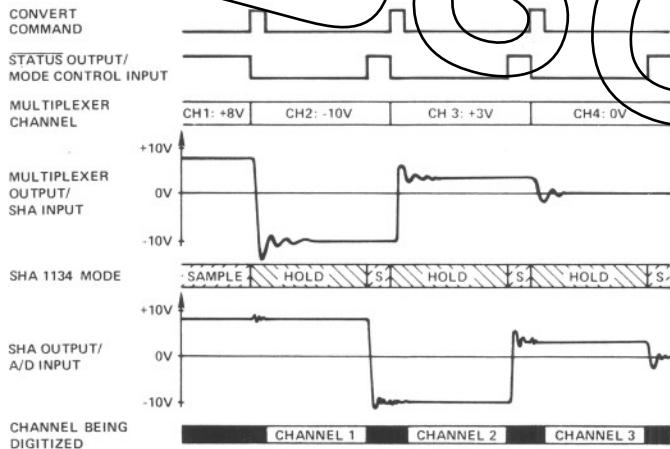 CONVERT
COMMAND
STATUS OUTPUT/
MODE CONTROL INPUT
MULTIPLEXER
CHANNEL
CH1: +8V CH2: -10V CH 3: +3V CH4: 0V
MULTIPLEXER
OUTPUT/
SHA INPUT
+10V
0V
-10V
SHA 1134 MODE
SAMPLE HOLD S HOLD S HOLD S
SHA OUTPUT/
A/D INPUT
+10V
0V
-10V
CHANNEL BEING
DIGITIZED
CHANNEL 1 CHANNEL 2 CHANNEL 3